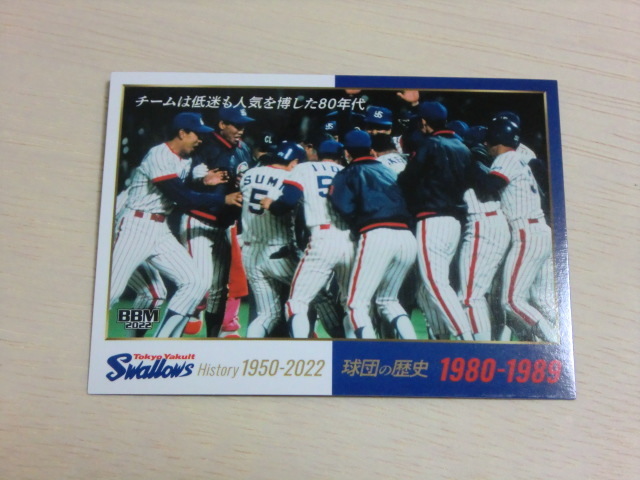 チームは低迷も人気を博した80年代
BBM
2022
Tokyo Yakult
Swallows
History 1950-2022
球団の歴史 1980-1989